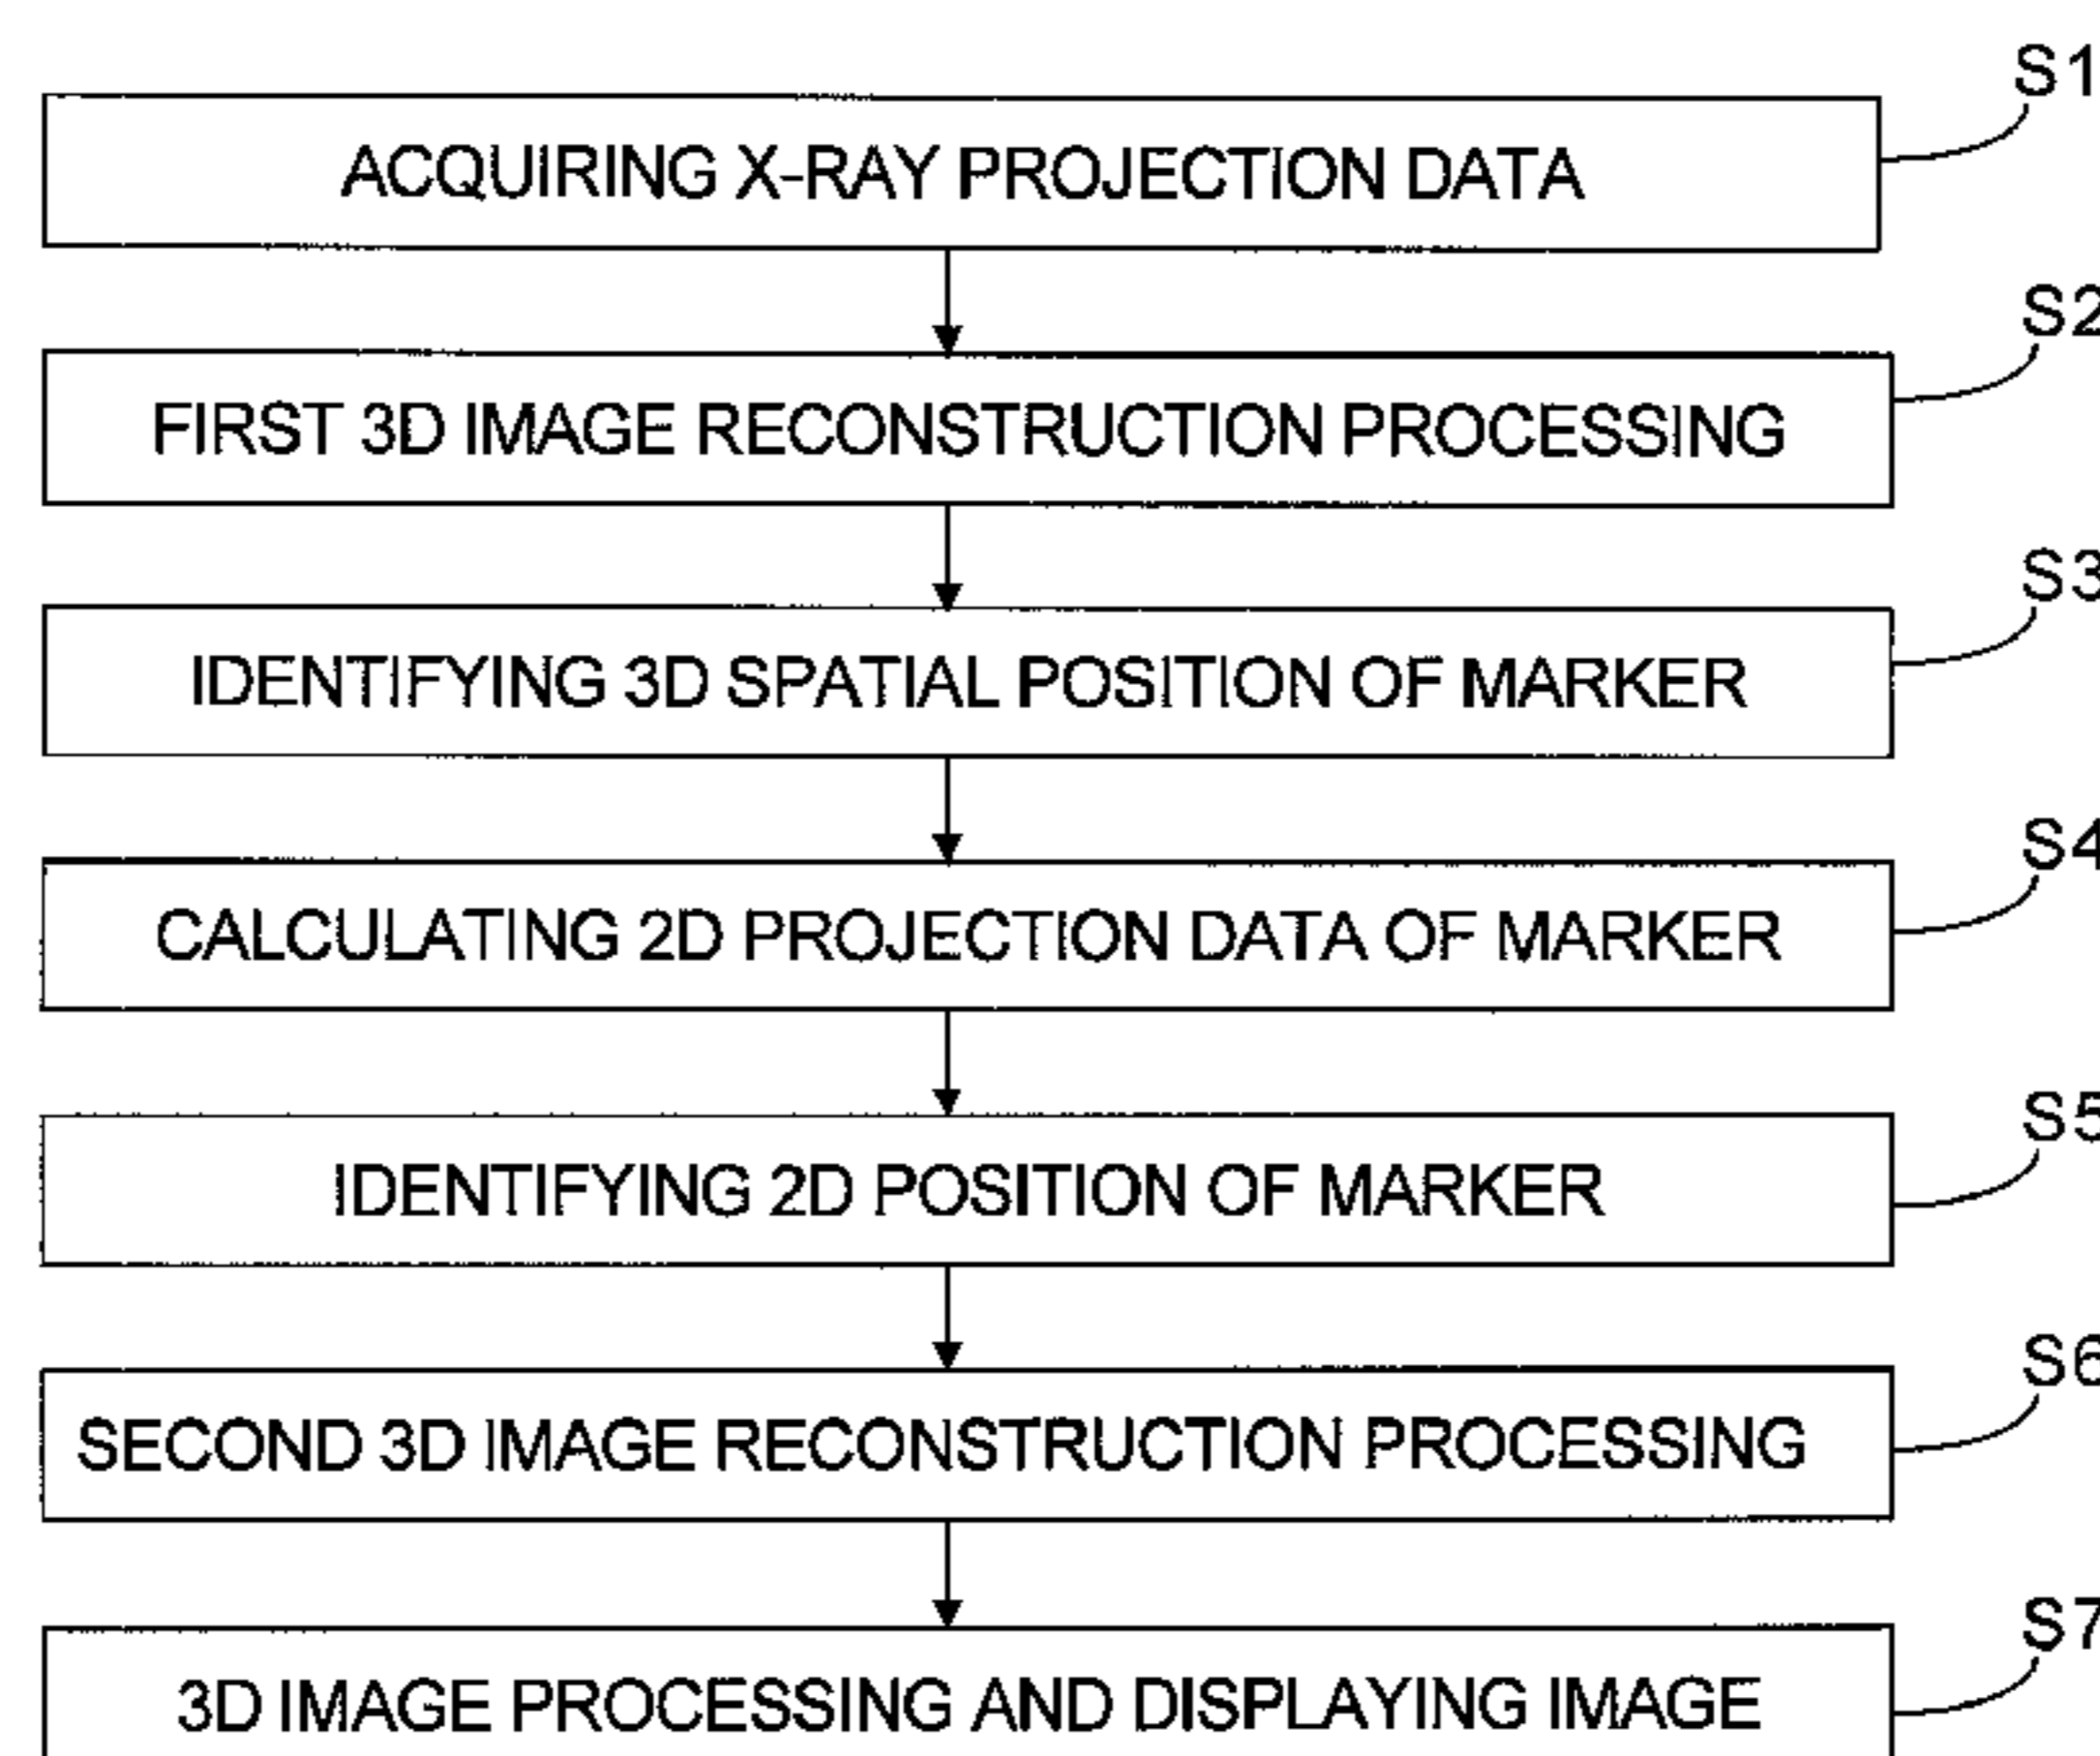 S1
ACQUIRING X-RAY PROJECTION DATA
S2
FIRST 3D IMAGE RECONSTRUCTION PROCESSING
S3
IDENTIFYING 3D SPATIAL POSITION OF MARKER
S4
CALCULATING 2D PROJECTION DATA OF MARKER
S5
IDENTIFYING 2D POSITION OF MARKER
S6
SECOND 3D IMAGE RECONSTRUCTION PROCESSING
S7
3D IMAGE PROCESSING AND DISPLAYING IMAGE